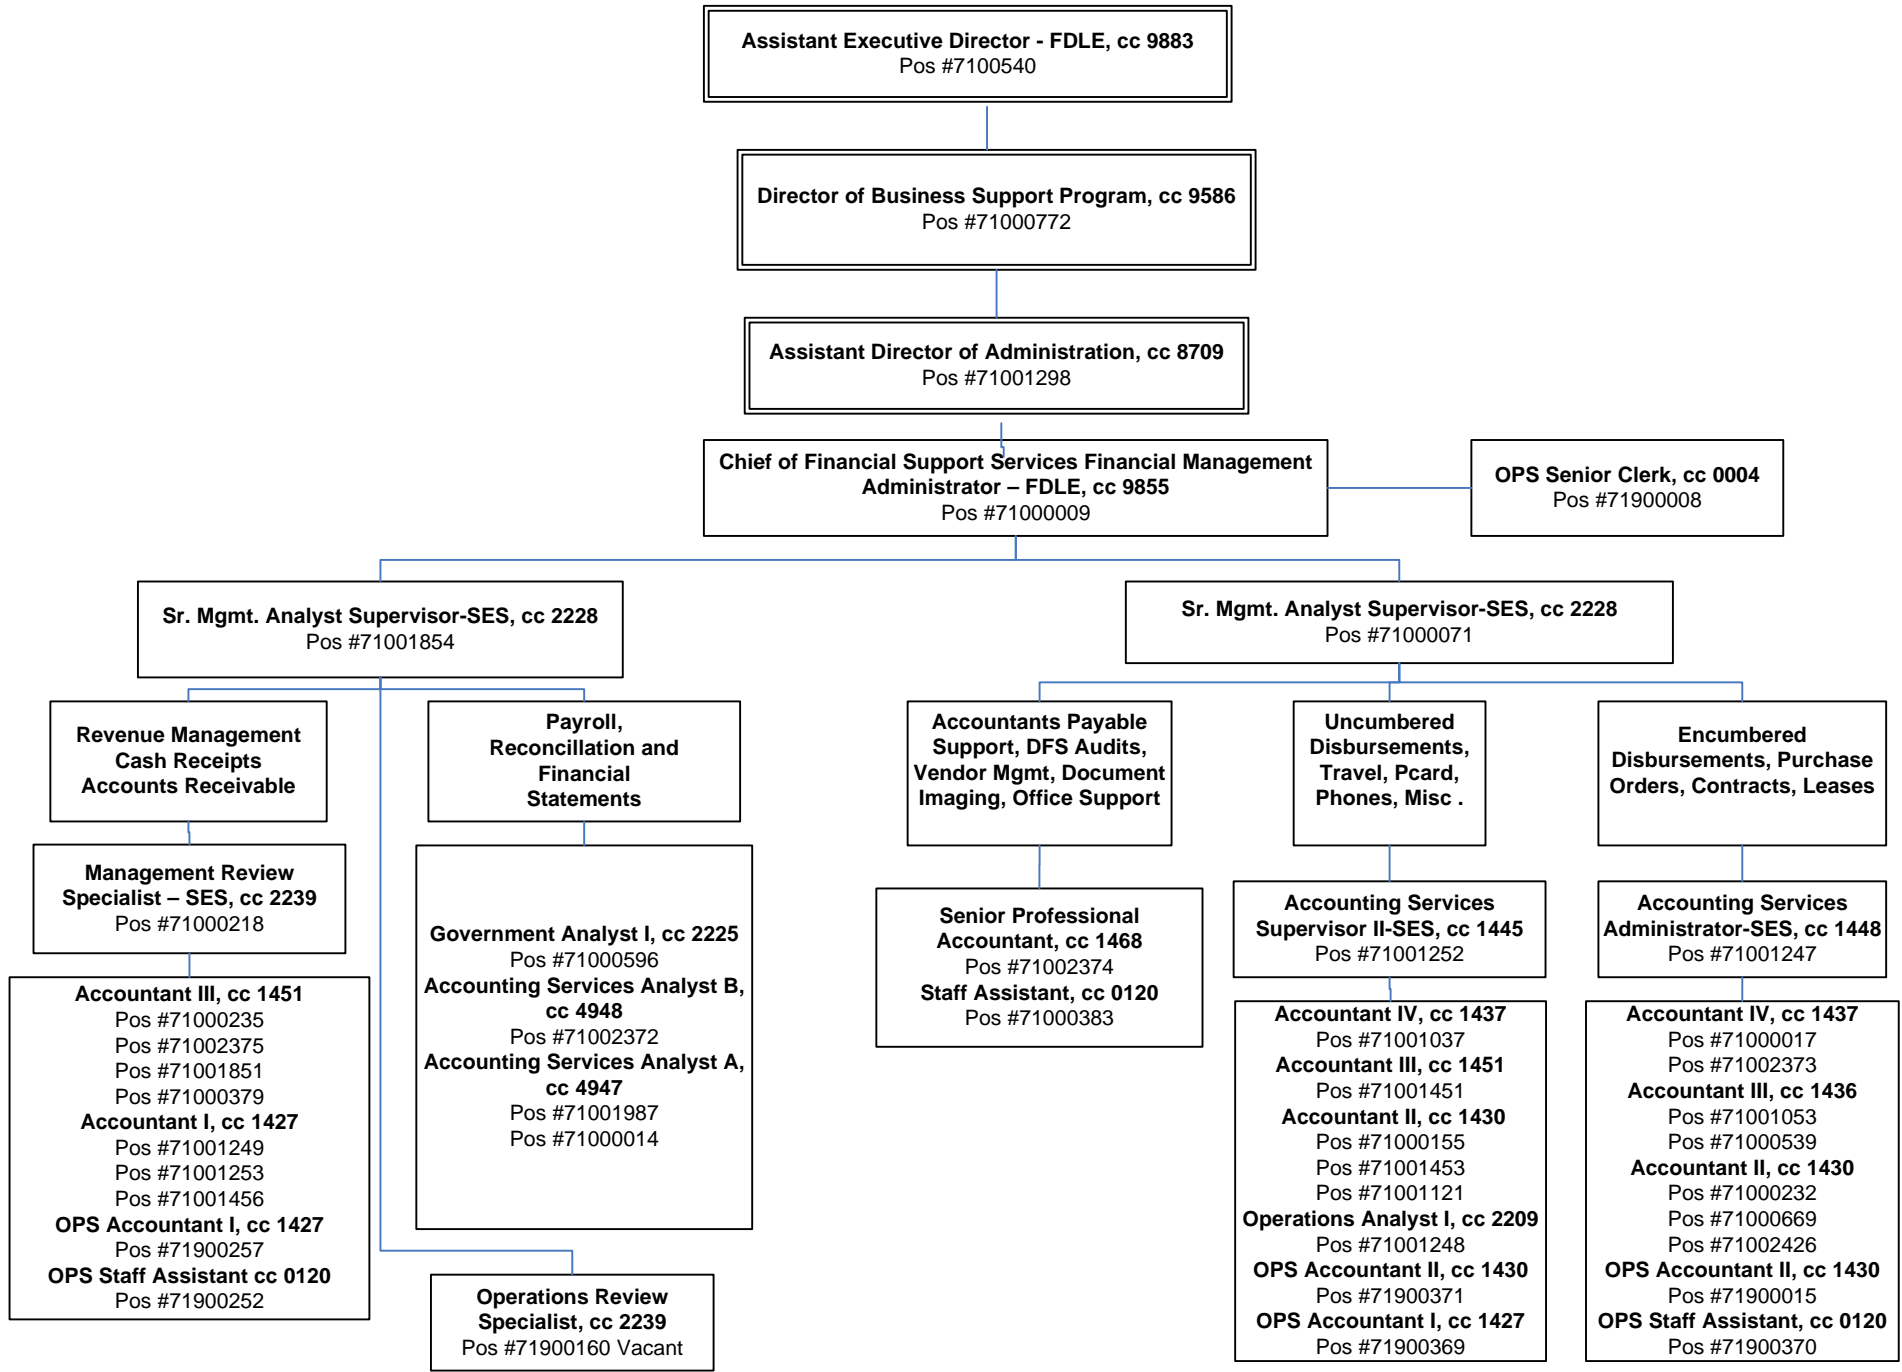 Assistant Executive Director - FDLE, cc 9883
Pos #7100540
Director of Business Support Program, cc 9586
Pos #71000772
Assistant Director of Administration, cc 8709
Pos #71001298
Chief of Financial Support Services Financial Management
Administrator – FDLE, cc 9855
Pos #71000009
OPS Senior Clerk, cc 0004
Pos #71900008
Sr. Mgmt. Analyst Supervisor-SES, cc 2228
Pos #71001854
Sr. Mgmt. Analyst Supervisor-SES, cc 2228
Pos #71000071
Revenue Management
Cash Receipts
Accounts Receivable
Payroll,
Reconcillation and
Financial
Statements
Accountants Payable
Support, DFS Audits,
Vendor Mgmt, Document
Imaging, Office Support
Uncumbered
Disbursements,
Travel, Pcard,
Phones, Misc .
Encumbered
Disbursements, Purchase
Orders, Contracts, Leases
Management Review
Specialist – SES, cc 2239
Pos #71000218
Government Analyst I, cc 2225
Pos #71000596
Accounting Services Analyst B,
cc 4948
Pos #71002372
Accounting Services Analyst A,
cc 4947
Pos #71001987
Pos #71000014
Senior Professional
Accountant, cc 1468
Pos #71002374
Staff Assistant, cc 0120
Pos #71000383
Accounting Services
Supervisor II-SES, cc 1445
Pos #71001252
Accounting Services
Administrator-SES, cc 1448
Pos #71001247
Accountant III, cc 1451
Pos #71000235
Pos #71002375
Pos #71001851
Pos #71000379
Accountant I, cc 1427
Pos #71001249
Pos #71001253
Pos #71001456
OPS Accountant I, cc 1427
Pos #71900257
OPS Staff Assistant cc 0120
Pos #71900252
Operations Review
Specialist, cc 2239
Pos #71900160 Vacant
Accountant IV, cc 1437
Pos #71001037
Accountant III, cc 1451
Pos #71001451
Accountant II, cc 1430
Pos #71000155
Pos #71001453
Pos #71001121
Operations Analyst I, cc 2209
Pos #71001248
OPS Accountant II, cc 1430
Pos #71900371
OPS Accountant I, cc 1427
Pos #71900369
Accountant IV, cc 1437
Pos #71000017
Pos #71002373
Accountant III, cc 1436
Pos #71001053
Pos #71000539
Accountant II, cc 1430
Pos #71000232
Pos #71000669
Pos #71002426
OPS Accountant II, cc 1430
Pos #71900015
OPS Staff Assistant, cc 0120
Pos #71900370